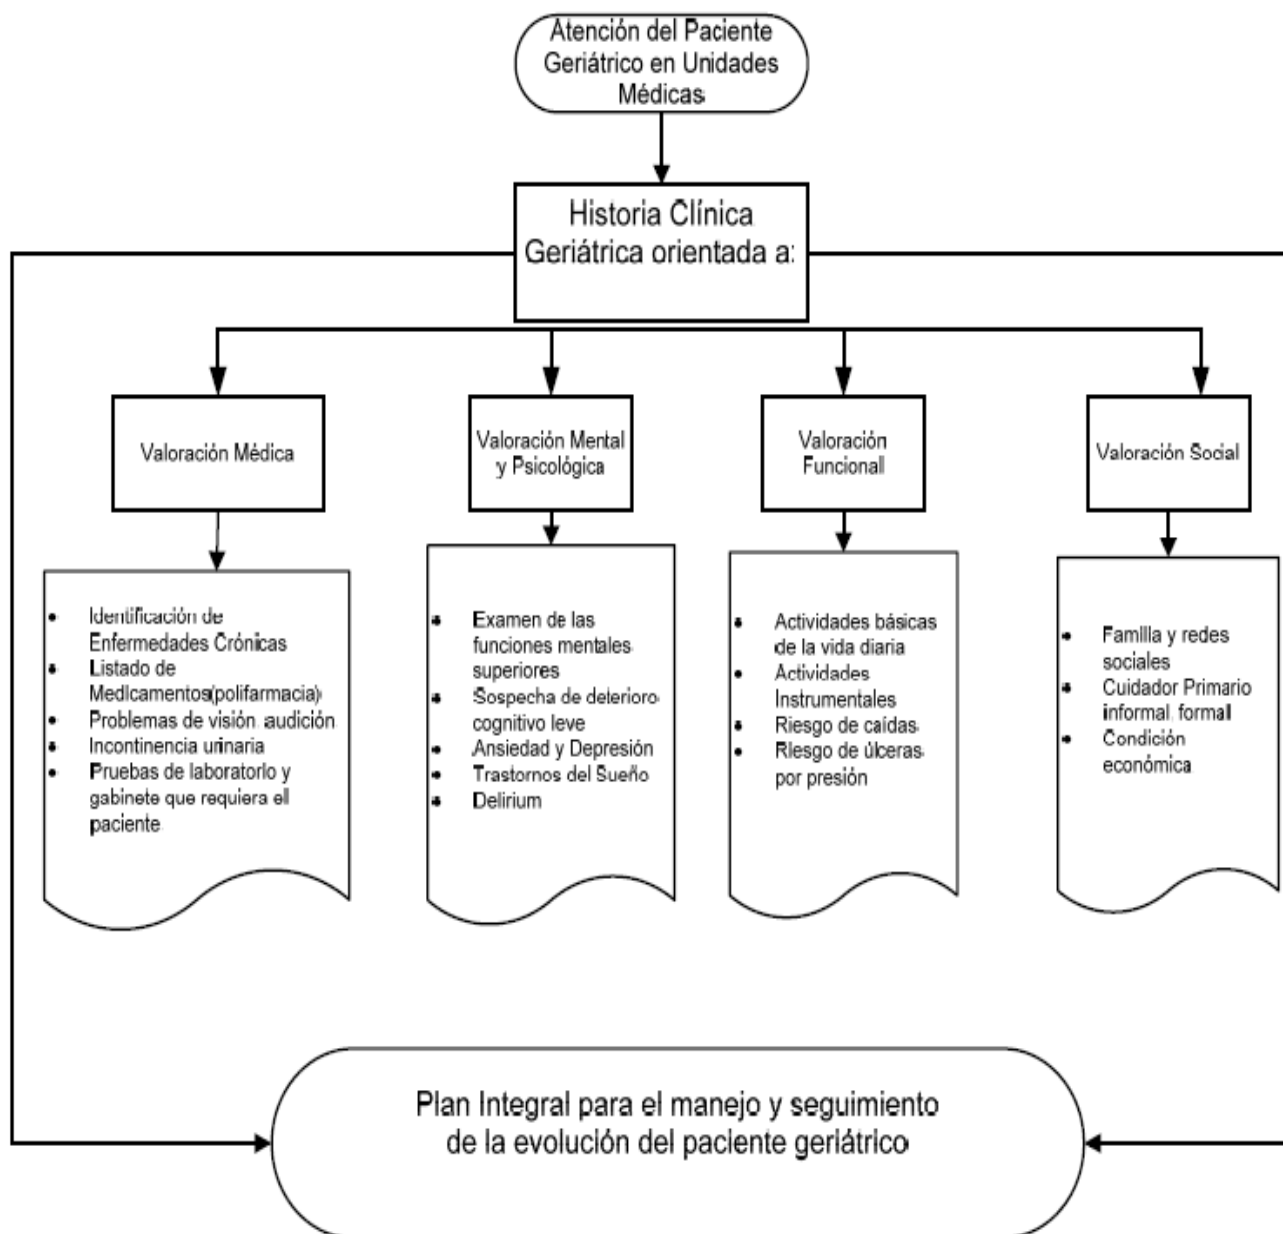 Atención del Paciente
Geriátrico en Unidades
Médicas
Historia Clínica
Geriátrica orientada a:
Valoración Médica
Valoración Mental
y Psicológica
Valoración
Funcional
Valoración Social
• Identificación de
Enfermedades Crónicas
• Listado de
Medicamentos(polifarmacia)
• Problemas de visión, audición
• Incontinencia urinaria
• Pruebas de laboratorio y
gabinete que requiera el
paciente
• Examen de las
funciones mentales
superiores
• Sospecha de deterioro
cognitivo leve
• Ansiedad y Depresión
• Trastornos del Sueño
• Delirium
• Actividades básicas
de la vida diaria
• Actividades
Instrumentales
• Riesgo de caídas
• Riesgo de úlceras
por presión
• Familia y redes
sociales
• Cuidador Primario
informal, formal
• Condición
económica
Plan Integral para el manejo y seguimiento
de la evolución del paciente geriátrico